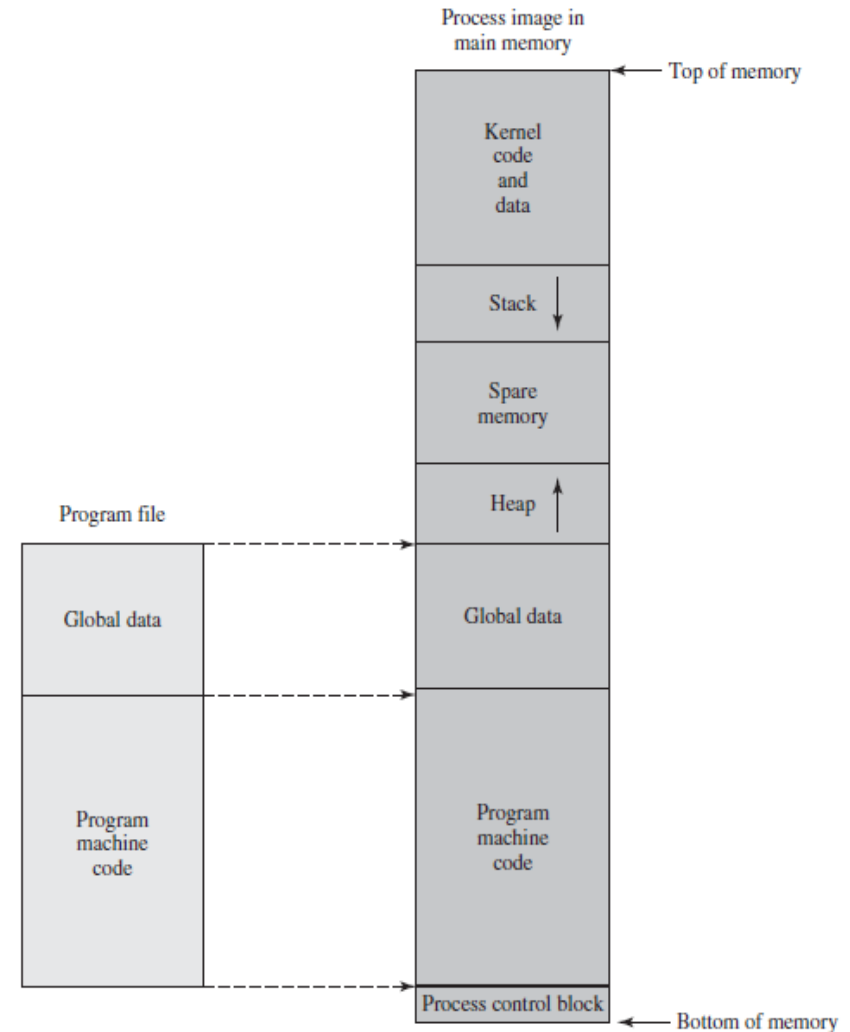 Process image in
main memory
Top of memory
Kernel
code
and
data
Stack
Spare
memory
Heap
Program file
Global data
Global data
Program
machine
code
Program
machine
code
Process control block
Bottom of memory